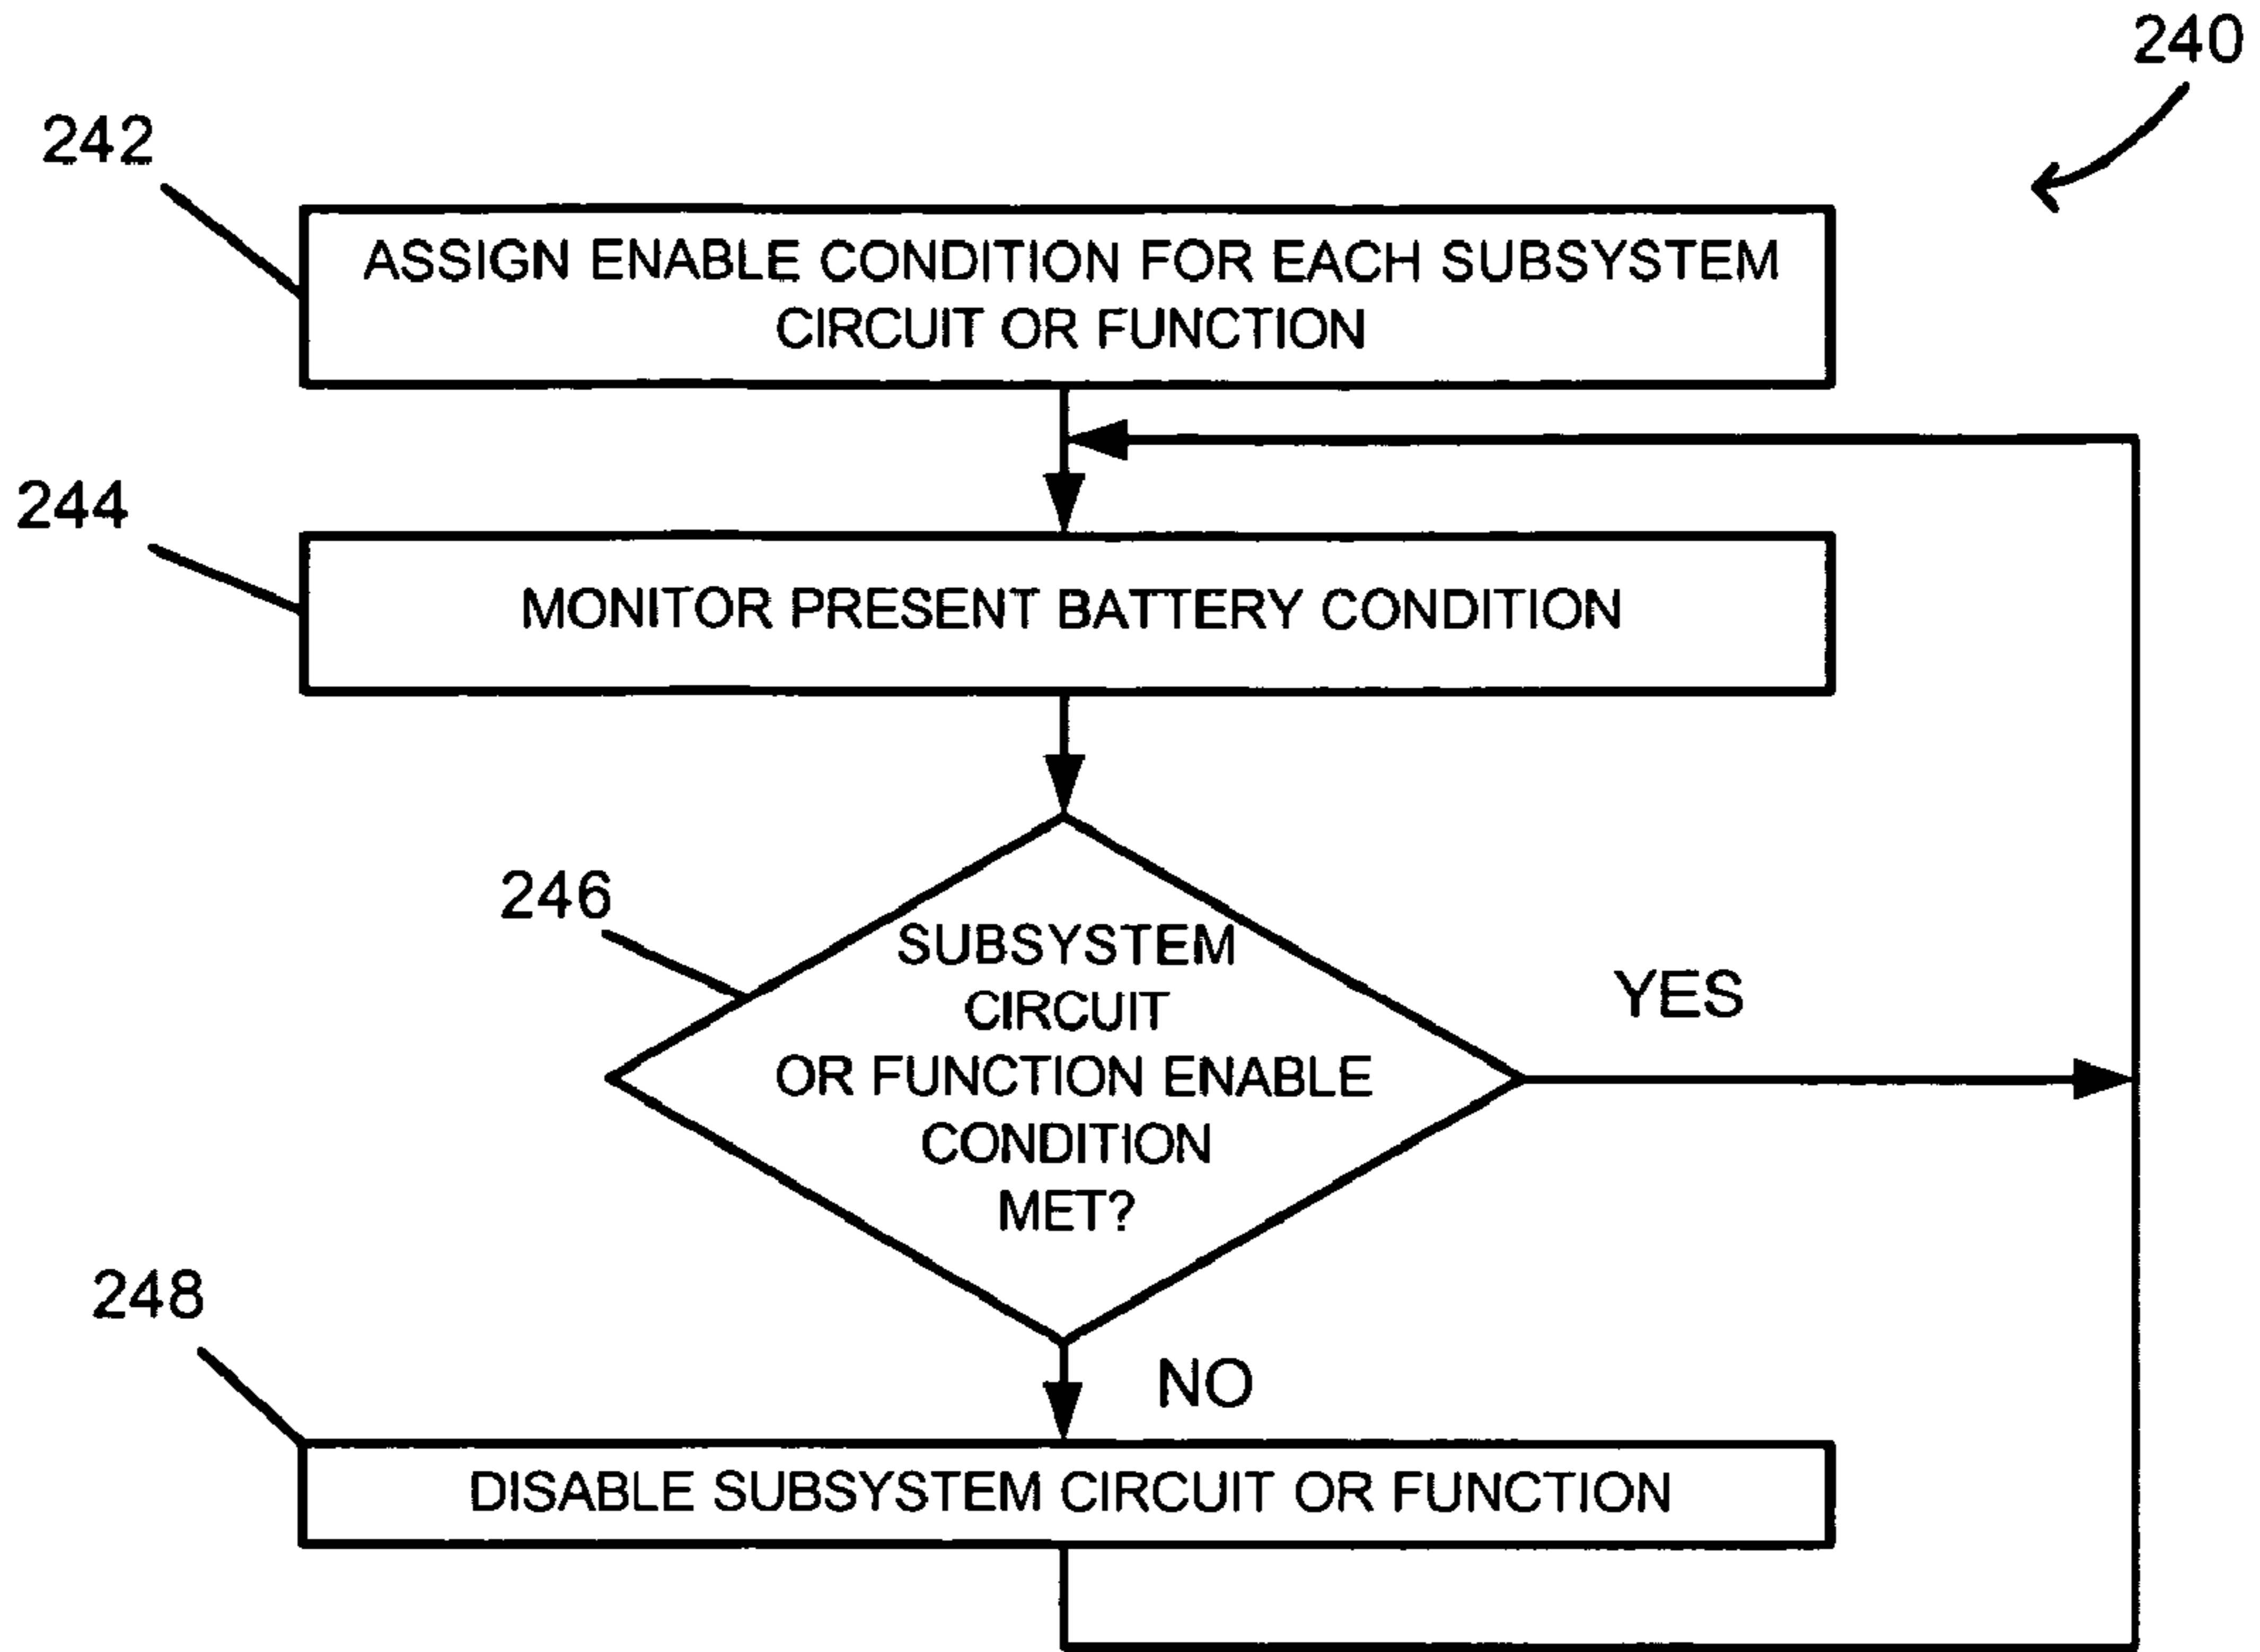 240
242
ASSIGN ENABLE CONDITION FOR EACH SUBSYSTEM
CIRCUIT OR FUNCTION
244
MONITOR PRESENT BATTERY CONDITION
246
SUBSYSTEM
CIRCUIT
OR FUNCTION ENABLE
CONDITION
MET?
YES
NO
248
DISABLE SUBSYSTEM CIRCUIT OR FUNCTION